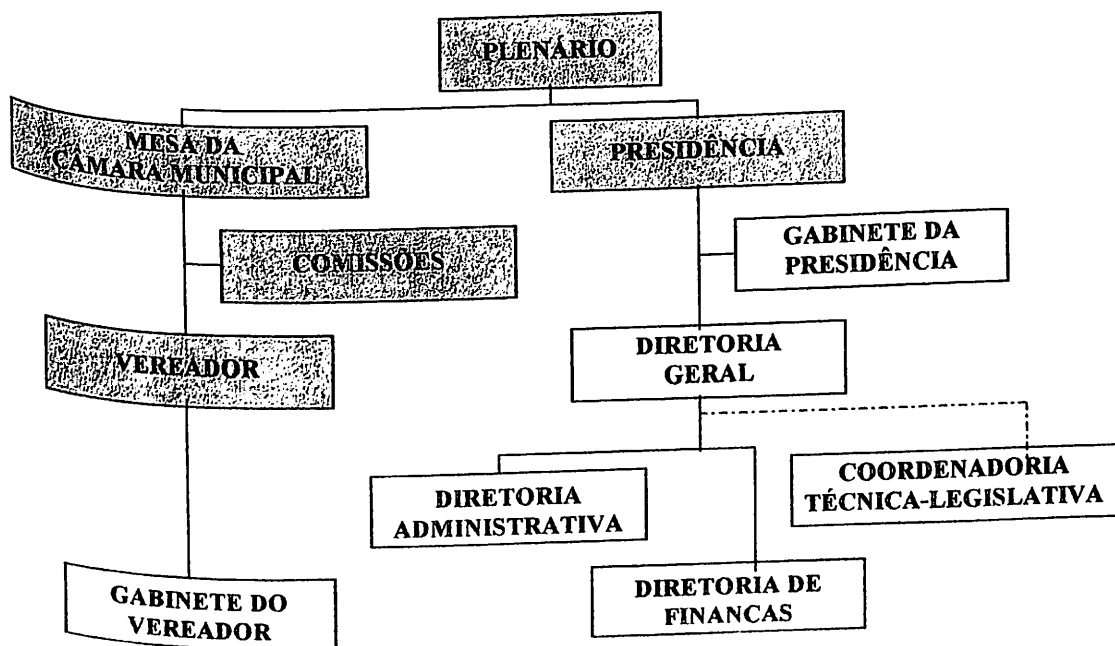 PLENÁRIO
MESA DA
CÂMARA MUNICIPAL
PRESIDÊNCIA
COMISSÕES
GABINETE DA
PRESIDÊNCIA
VEREADOR
DIRETORIA
GERAL
DIRETORIA
ADMINISTRATIVA
COORDENADORIA
TÉCNICA-LEGISLATIVA
GABINETE DO
VEREADOR
DIRETORIA DE
FINANCAS